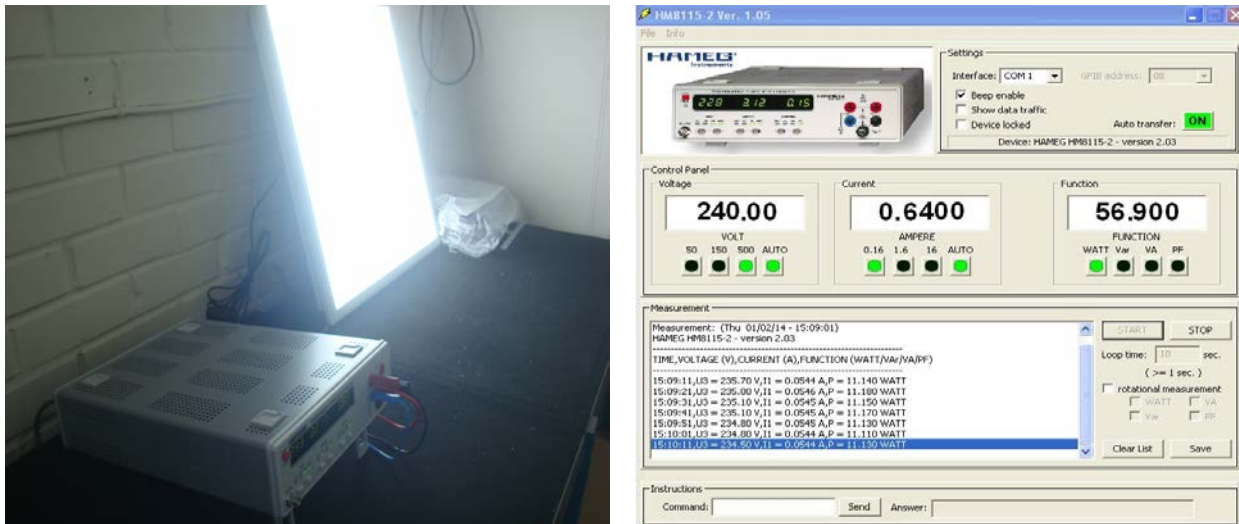 HM8115-2 Ver. 1.05
File Info
HAMEG
Instruments
228 3.12 0.15
Settings
Interface: COM 1 GPIB address: 08
Beep enable
Show data traffic
Device locked Auto transfer: ON
Device: HAMEG HM8115-2 - version 2.03
Control Panel
Voltage Current Function
240.00 0.6400 56.900
VOLT AMPERE FUNCTION
50 150 500 AUTO 0.16 1.6 16 AUTO WATT Var VA PF
Measurement
Measurement: (Thu 01/02/14 - 15:09:01)
HAMEG HM8115-2 - version 2.03
TIME,VOLTAGE (V),CURRENT (A),FUNCTION (WATT/VAr/VA/PF)
15:09:11,U3 = 235.70 V,I1 = 0.0544 A,P = 11.140 WATT
15:09:21,U3 = 235.00 V,I1 = 0.0546 A,P = 11.180 WATT
15:09:31,U3 = 235.10 V,I1 = 0.0545 A,P = 11.150 WATT
15:09:41,U3 = 235.10 V,I1 = 0.0545 A,P = 11.170 WATT
15:09:51,U3 = 234.80 V,I1 = 0.0545 A,P = 11.130 WATT
15:10:01,U3 = 234.80 V,I1 = 0.0544 A,P = 11.110 WATT
15:10:11,U3 = 234.50 V,I1 = 0.0544 A,P = 11.130 WATT
START STOP
Loop time: 10 sec.
( >= 1 sec. )
rotational measurement
WATT VA
Var PF
Clear List Save
Instructions
Command: Send Answer: